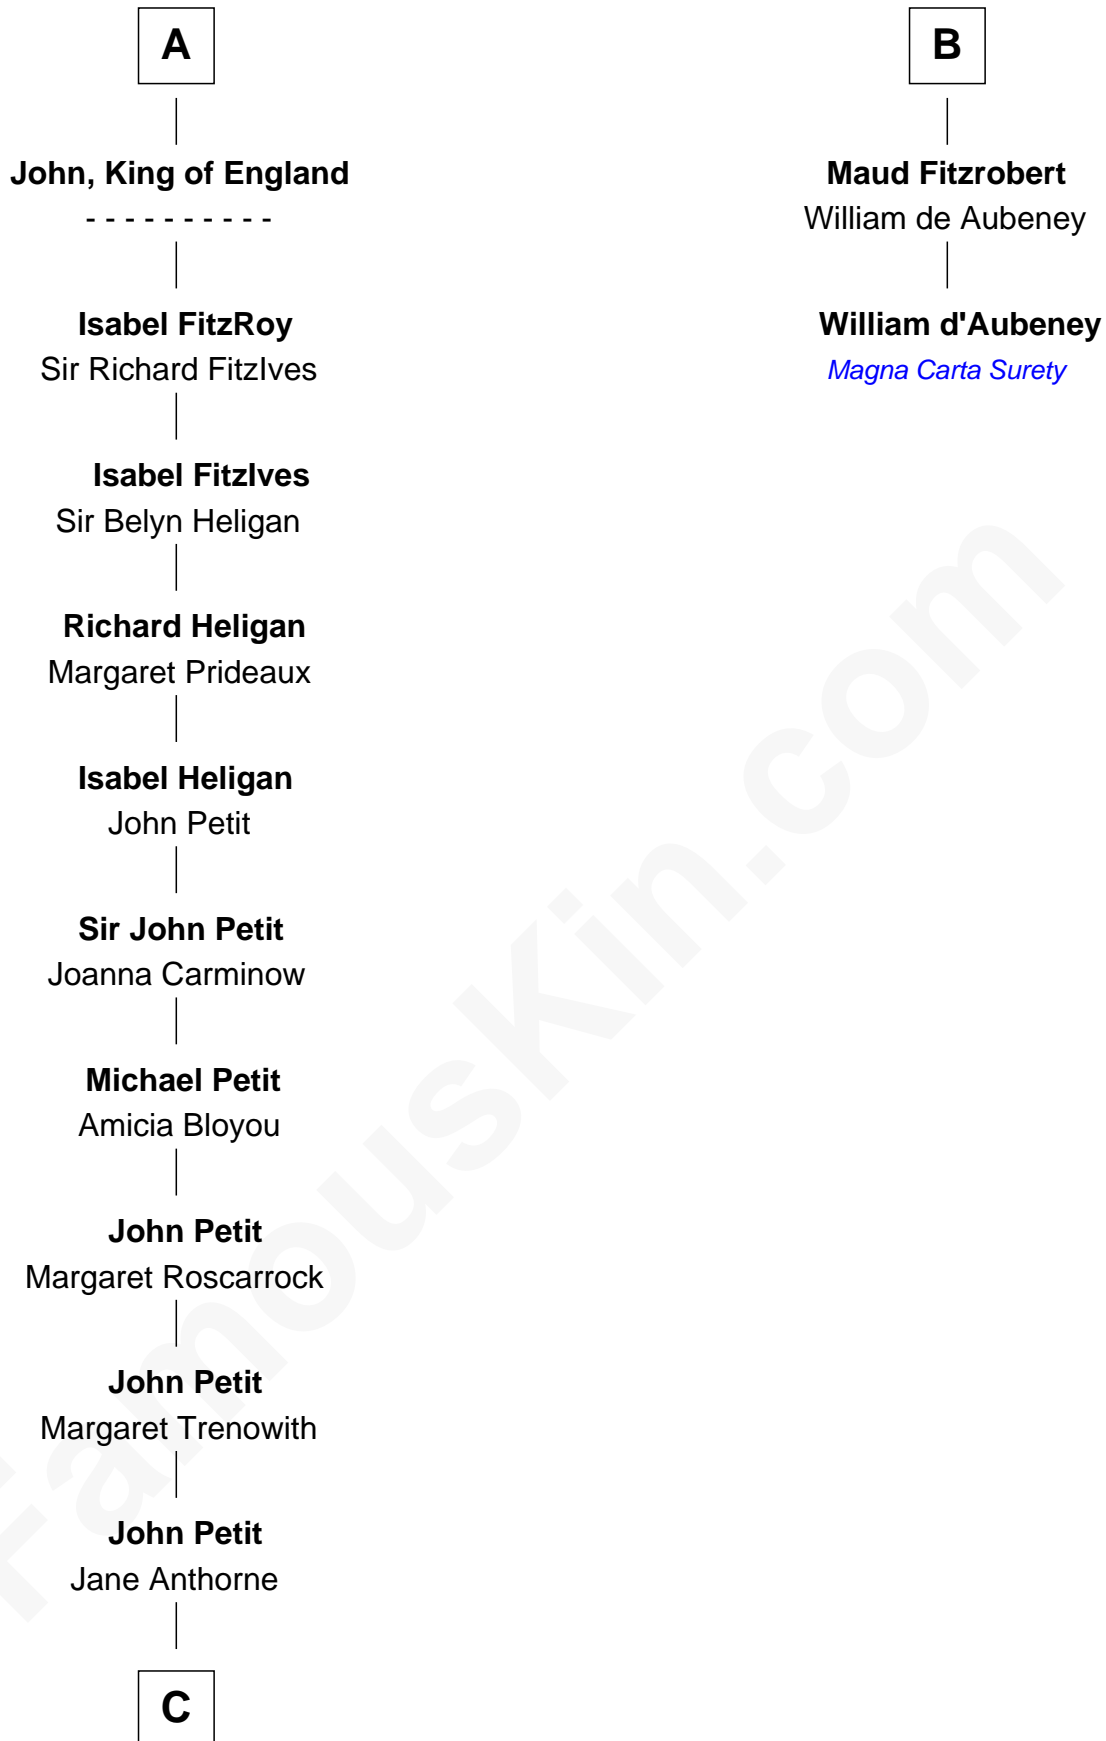 A
John, King of England
- - - - - - - - - -
Isabel FitzRoy
Sir Richard FitzIves
Isabel FitzIves
Sir Belyn Heligan
Richard Heligan
Margaret Prideaux
Isabel Heligan
John Petit
Sir John Petit
Joanna Carminow
Michael Petit
Amicia Bloyou
John Petit
Margaret Roscarrock
John Petit
Margaret Trenowith
John Petit
Jane Anthorne
C
B
Maud Fitzrobert
William de Aubeney
William d'Aubeney
Magna Carta Surety
FamousKin.com